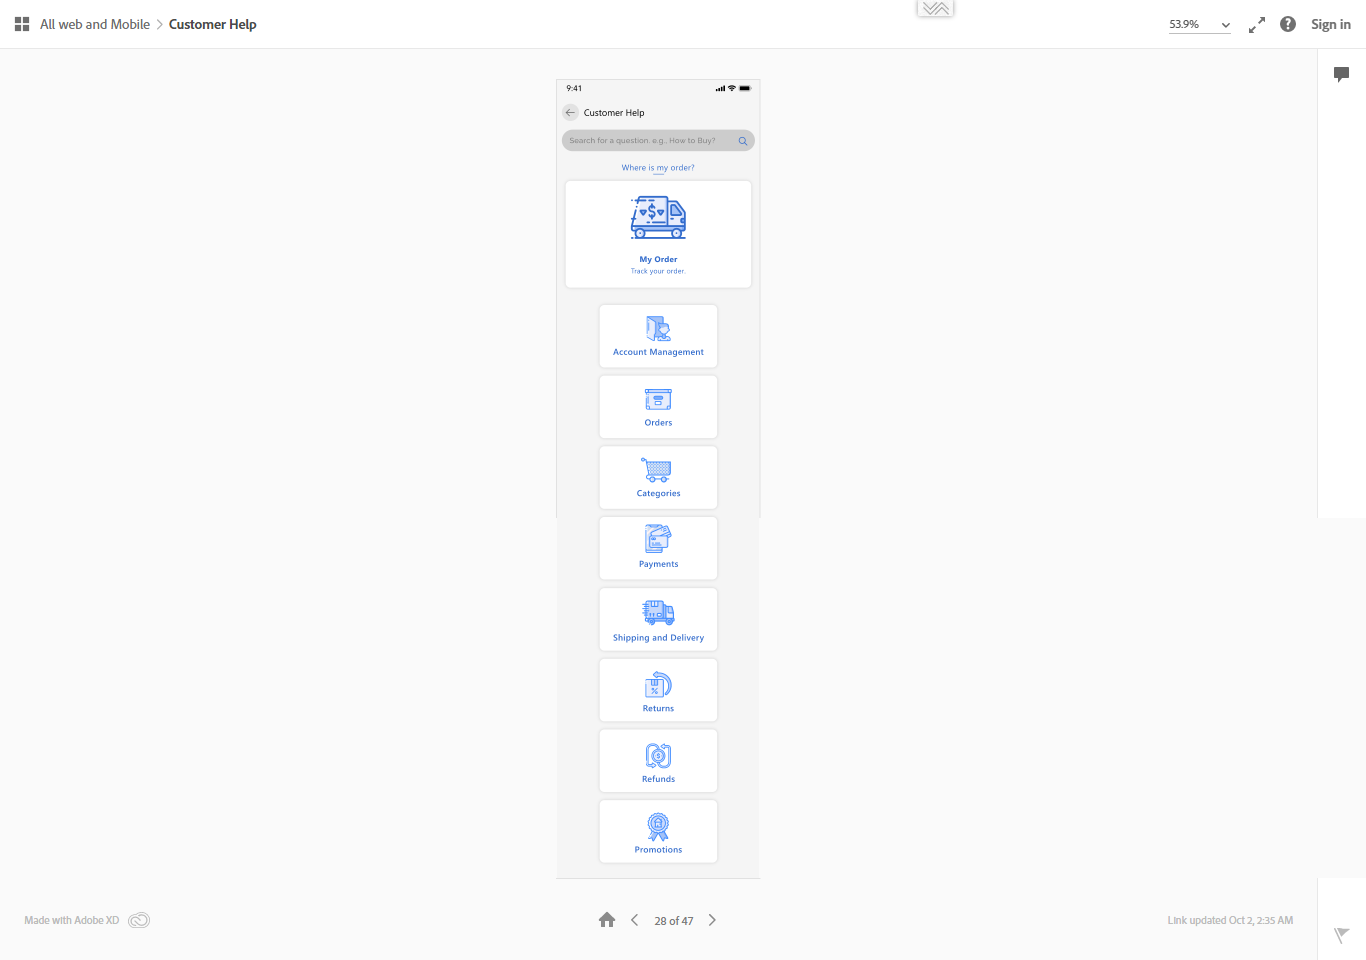 All web and Mobile > Customer Help
53.9%
Sign in
9:41
Customer Help
Search for a question. e.g., How to Buy?
Where is my order?
My Order
Track your order.
Account Management
Orders
Categories
Payments
Shipping and Delivery
Returns
Refunds
Promotions
Made with Adobe XD
28 of 47
Link updated Oct 2, 2:35 AM